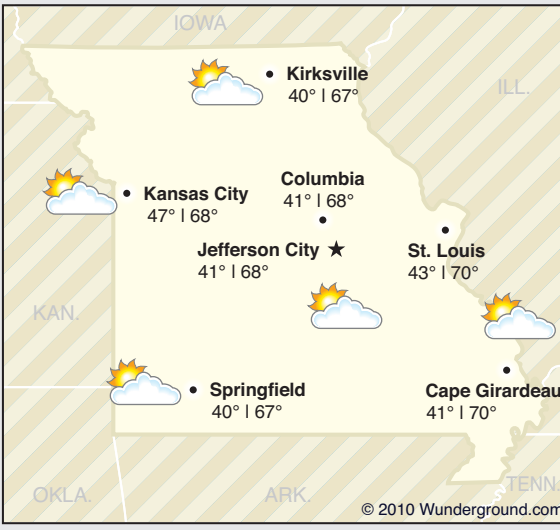 IOWA
ILL.
Kirksville
40° | 67°
Kansas City
47° | 68°
Columbia
41° | 68°
Jefferson City
41° | 68°
St. Louis
43° | 70°
KAN.
Springfield
40° | 67°
Cape Girardeau
41° | 70°
OKLA.
ARK.
TENN.
© 2010 Wunderground.com